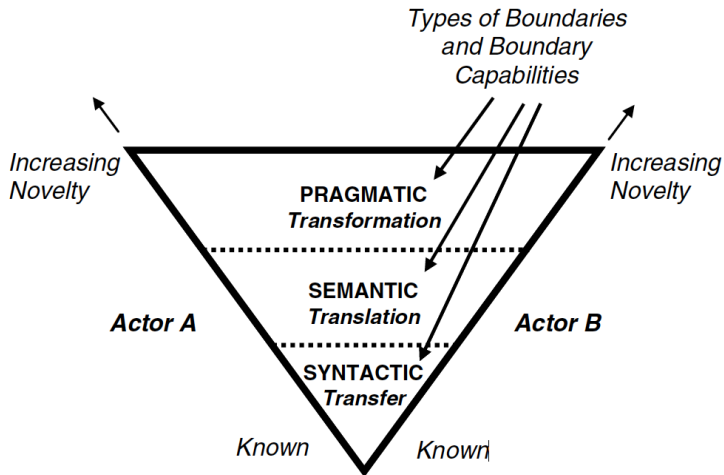 Types of Boundaries
and Boundary
Capabilities
Increasing
Novelty
Increasing
Novelty
PRAGMATIC
Transformation
SEMANTIC
Translation
Actor A
Actor B
SYNTACTIC
Transfer
Known
Known